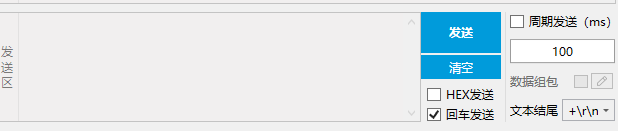 发送区
发送
清空
HEX发送
回车发送
周期发送（ms）
100
数据组包
文本结尾 +\r\n